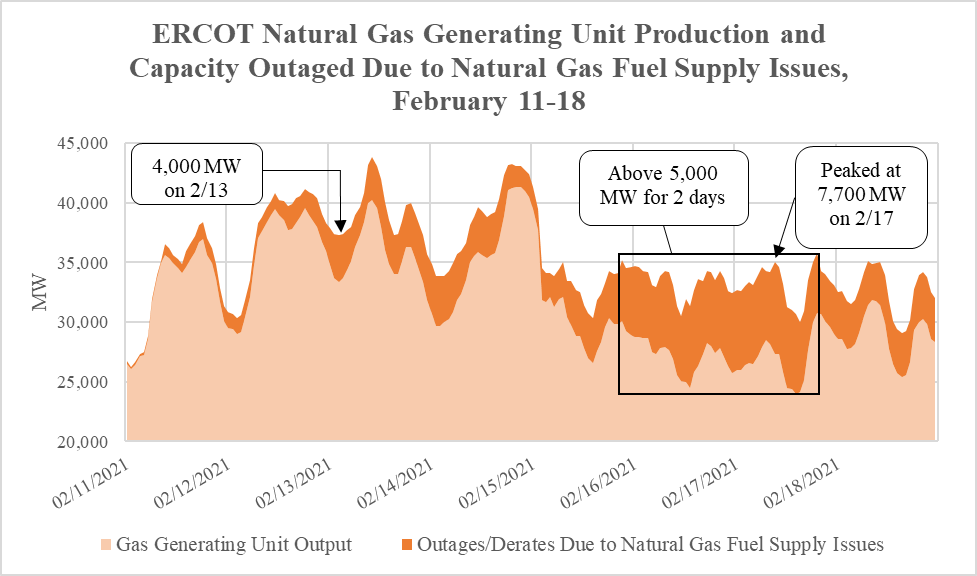 ERCOT Natural Gas Generating Unit Production and
Capacity Outaged Due to Natural Gas Fuel Supply Issues,
February 11-18
45,000
40,000
35,000
30,000
25,000
20,000
MW
4,000 MW
on 2/13
Above 5,000
MW for 2 days
Peaked at
7,700 MW
on 2/17
02/11/2021
02/12/2021
02/13/2021
02/14/2021
02/15/2021
02/16/2021
02/17/2021
02/18/2021
Gas Generating Unit Output
Outages/Derates Due to Natural Gas Fuel Supply Issues